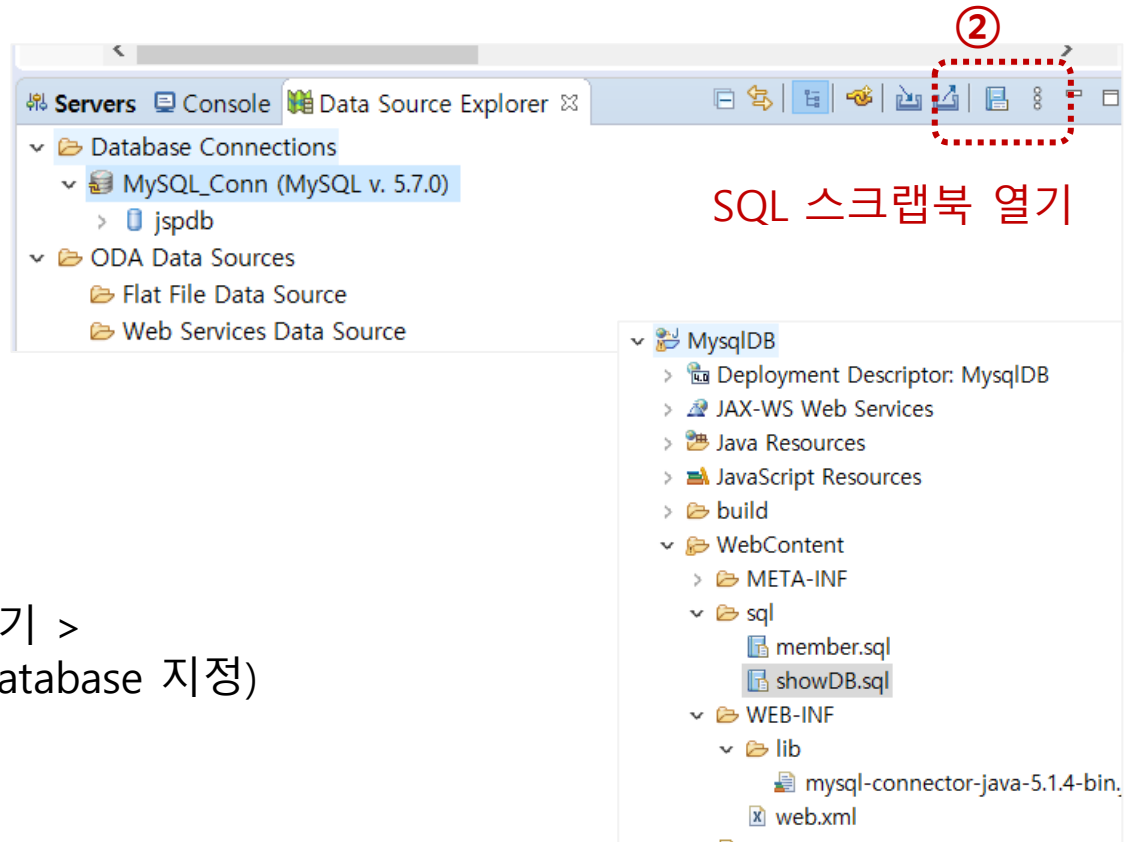 ②
Servers Console Data Source Explorer
Database Connections
MySQL_Conn (MySQL v. 5.7.0)
jspdb
ODA Data Sources
Flat File Data Source
Web Services Data Source
SQL 스크랩북 열기
MysqlDB
Deployment Descriptor: MysqlDB
JAX-WS Web Services
Java Resources
JavaScript Resources
build
WebContent
META-INF
sql
member.sql
showDB.sql
WEB-INF
lib
mysql-connector-java-5.1.4-bin.
web.xml
기 >
atabase 지정)